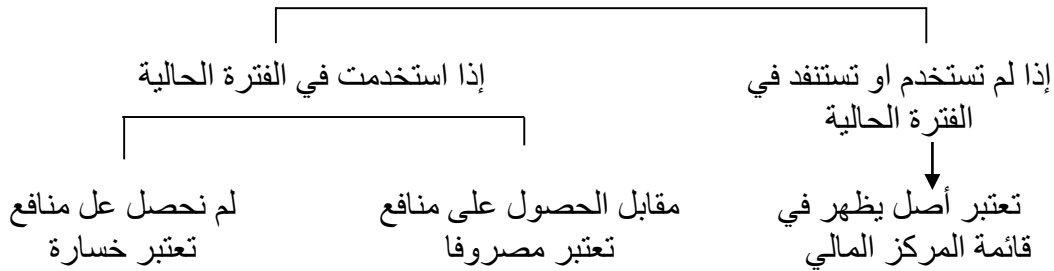 إذا لم تستخدم او تستنفد في
الفترة الحالية
إذا استخدمت في الفترة الحالية
تعتبر أصل يظهر في
قائمة المركز المالي
مقابل الحصول على منافع
تعتبر مصروفا
لم نحصل عل منافع
تعتبر خسارة